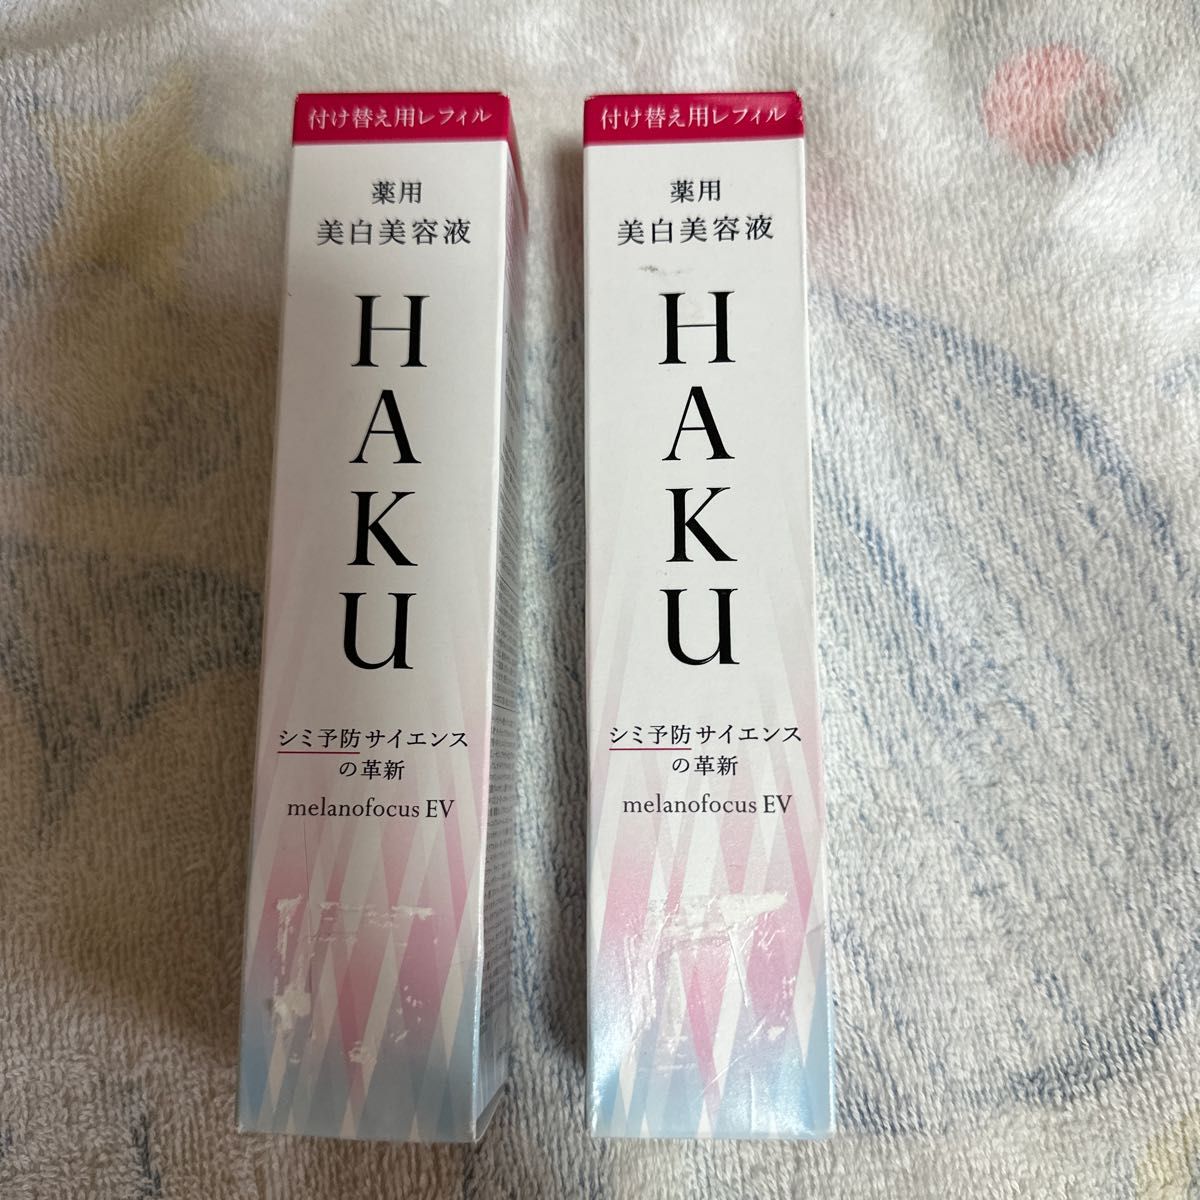 付け替え用レフィル
薬用
美白美容液
HAKU
シミ予防サイエンス
の革新
melanofocus EV
付け替え用レフィル
薬用
美白美容液
HAKU
シミ予防サイエンス
の革新
melanofocus EV